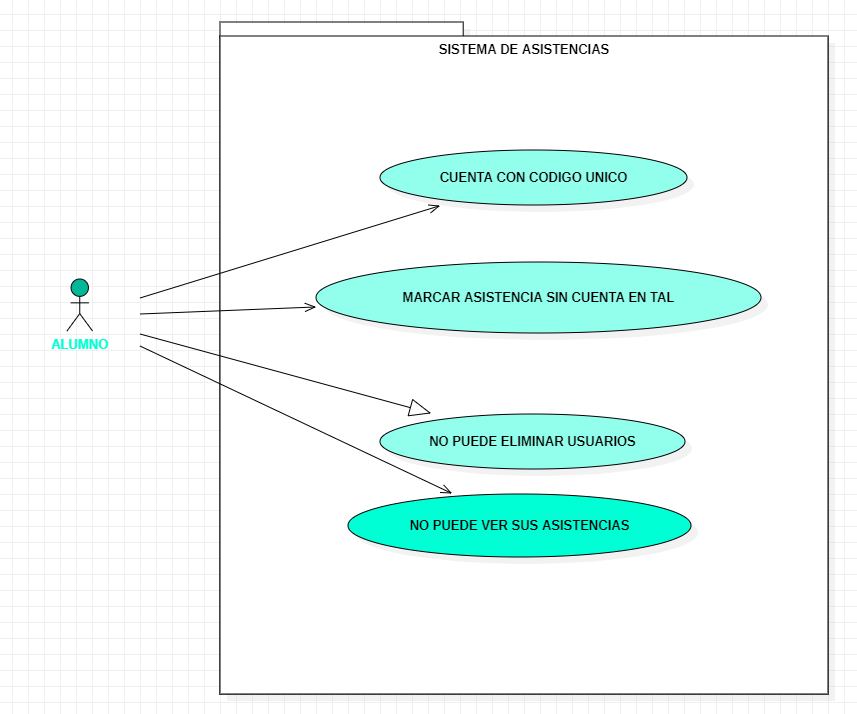 SISTEMA DE ASISTENCIAS
CUENTA CON CODIGO UNICO
MARCAR ASISTENCIA SIN CUENTA EN TAL
ALUMNO
NO PUEDE ELIMINAR USUARIOS
NO PUEDE VER SUS ASISTENCIAS